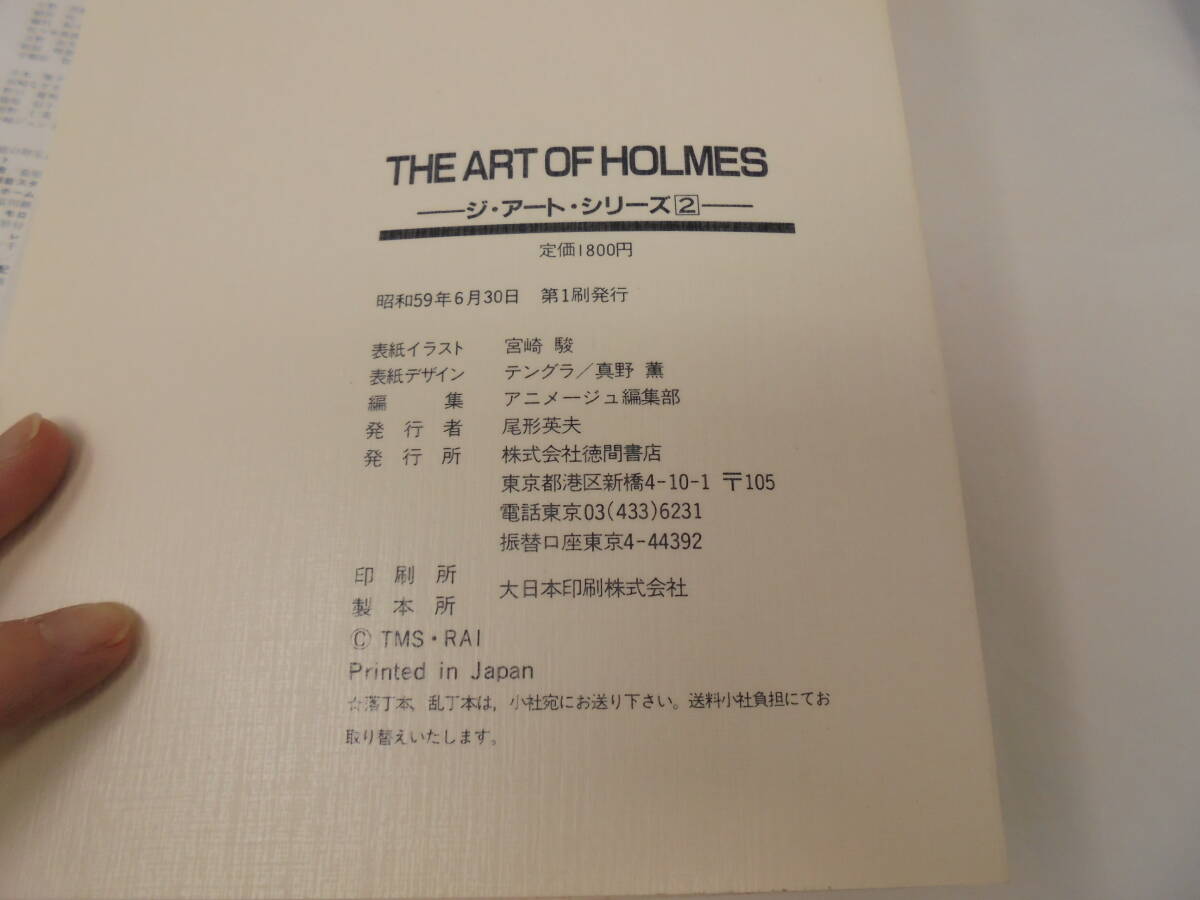 THE ART OF HOLMES
ジ・アート・シリーズ2
定価1800円
昭和59年6月30日 第1刷発行
表紙イラスト 宮崎 駿
表紙デザイン テングラ/真野 薫
編集 アニメージュ編集部
発行者 尾形英夫
発行所 株式会社徳間書店
東京都港区新橋4-10-1 〒105
電話東京03(433)6231
振替口座東京4-44392
印刷所
製本所 大日本印刷株式会社
© TMS・RAI
Printed in Japan
☆落丁本、乱丁本は、小社宛にお送り下さい。送料小社負担にてお
取り替えいたします。